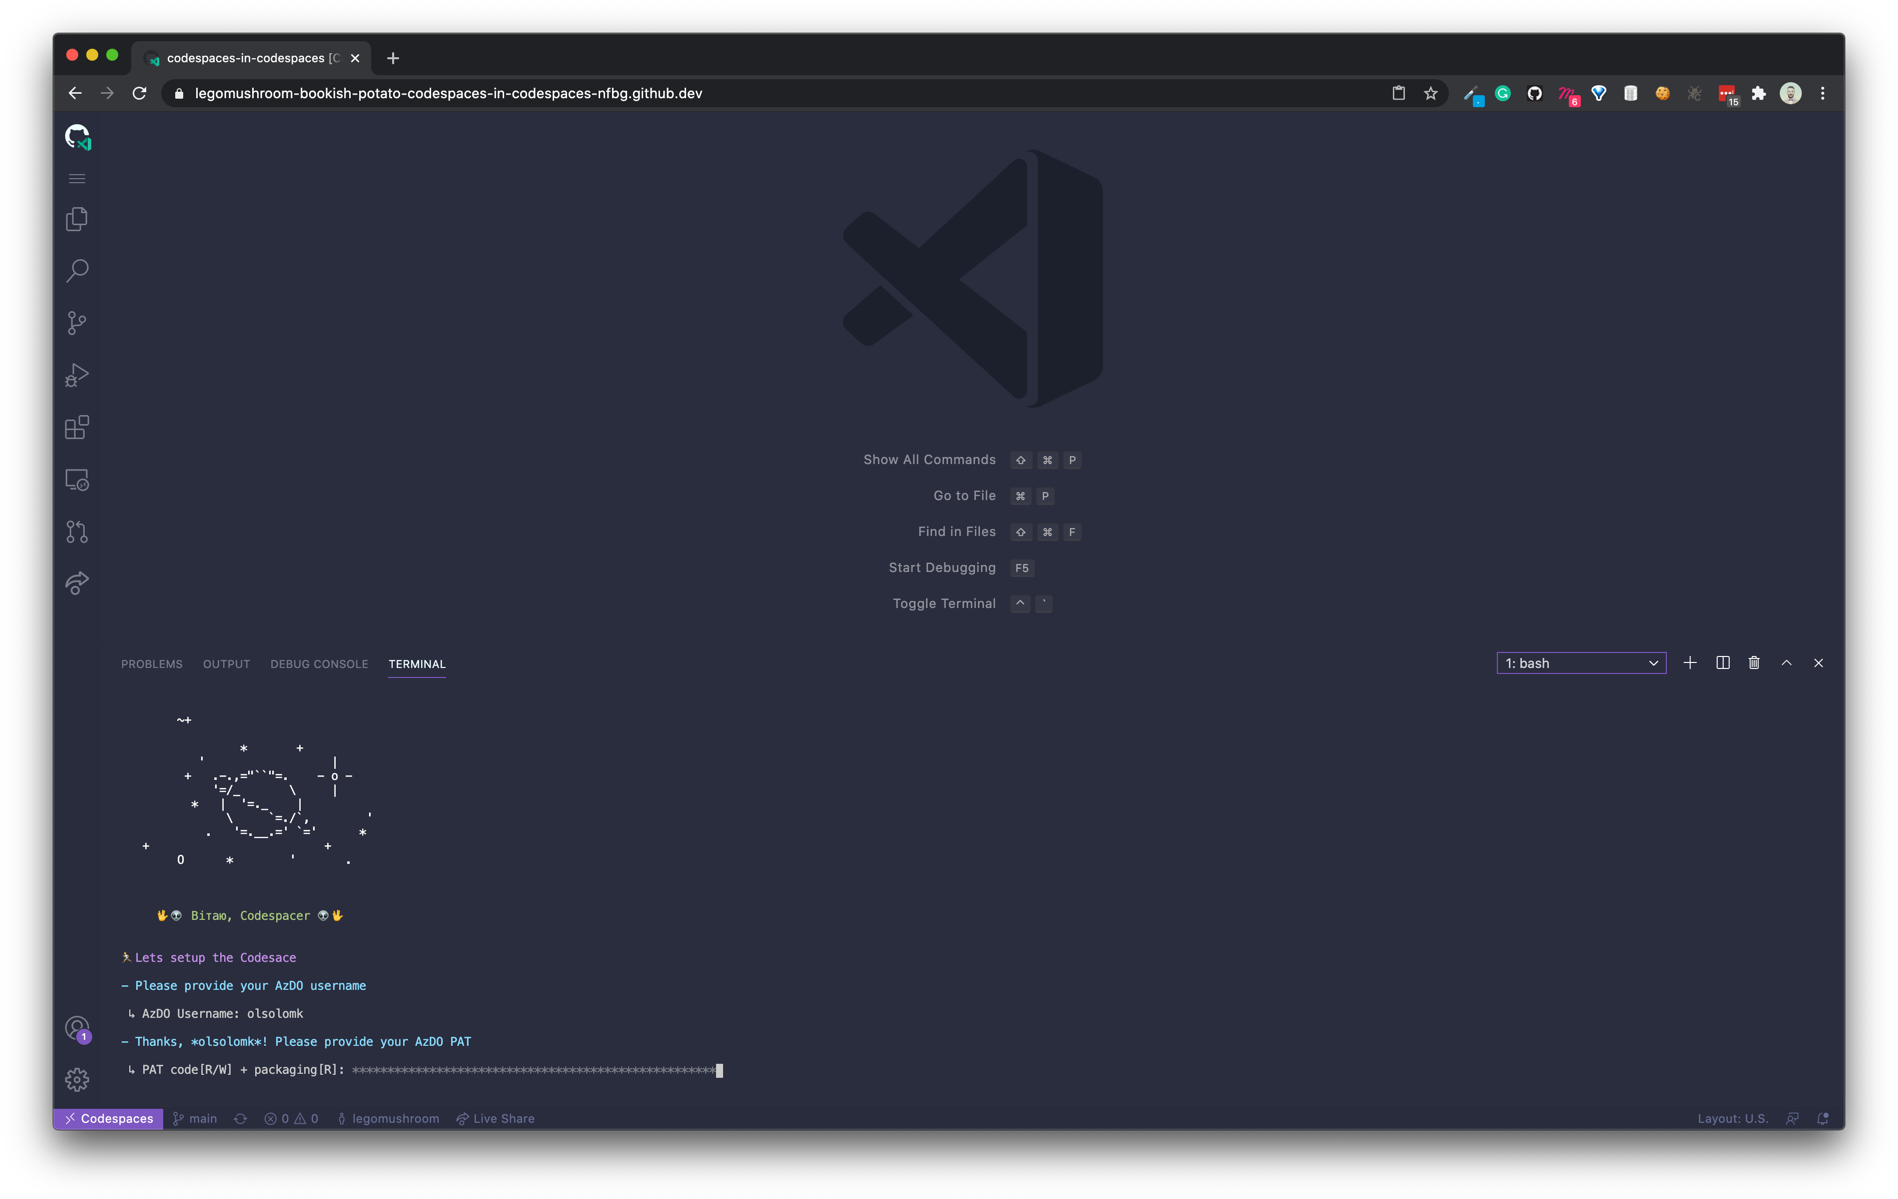 codespaces-in-codespaces [C
legomushroom-bookish-potato-codespaces-in-codespaces-nfbg.github.dev
6
15
Show All Commands ⇧ ⌘ P
Go to File ⌘ P
Find in Files ⇧ ⌘ F
Start Debugging F5
Toggle Terminal ^ `
PROBLEMS OUTPUT DEBUG CONSOLE TERMINAL
1: bash
        ~+

                 *       +
           '                   |
         +   .-.,="``"=.    - o -
             '=/_       \     |
          *   |  '=._    |
               \     `=./`,        '
            .   '=.__.=' `='      *
   +                         +
        O      *        '       .
🖖👽 Вітаю, Codespacer 👽🖖
🏃Lets setup the Codesace
- Please provide your AzDO username
↳ AzDO Username: olsolomk
- Thanks, *olsolomk*! Please provide your AzDO PAT
↳ PAT code[R/W] + packaging[R]: ****************************************************
1
Codespaces main 0 0 legomushroom Live Share Layout: U.S.